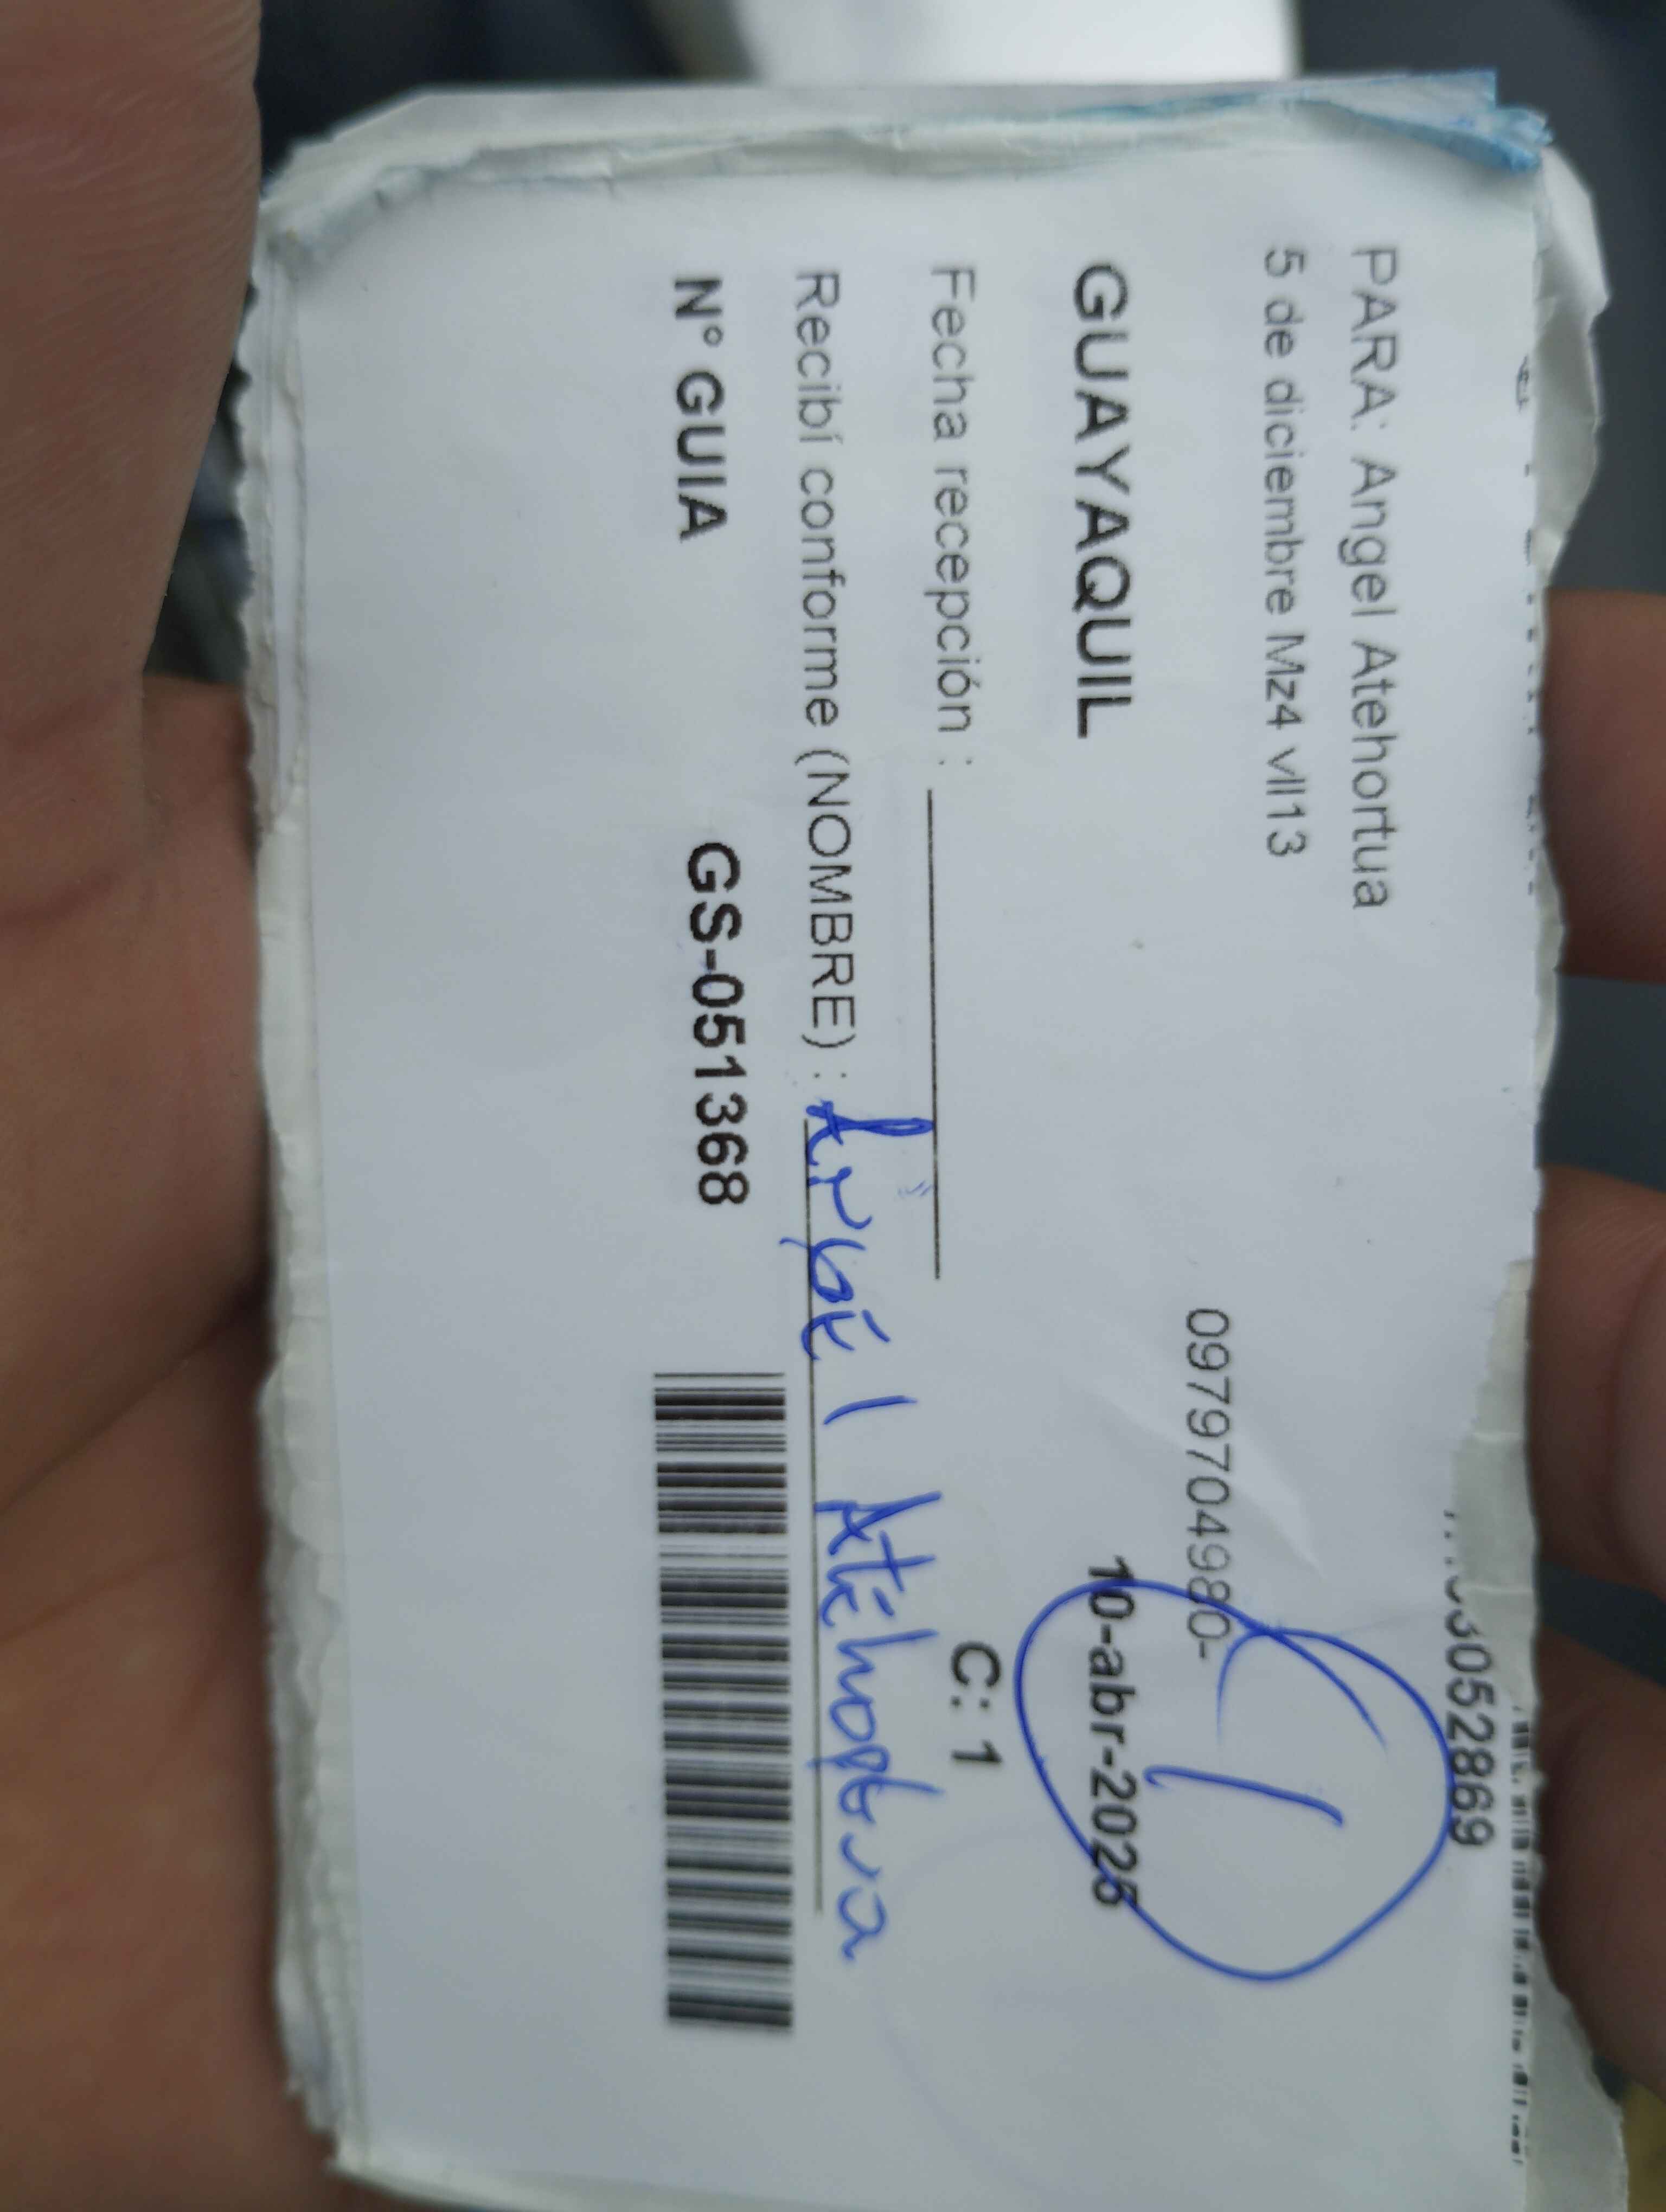 3052869
PARA: Angel Atehortua
5 de diciembre Mz4 vll13
0979704980-
GUAYAQUIL 10-abr-2025
Fecha recepción : C: 1
Recibí conforme (NOMBRE) : Angel Atehortua
N° GUIA GS-051368